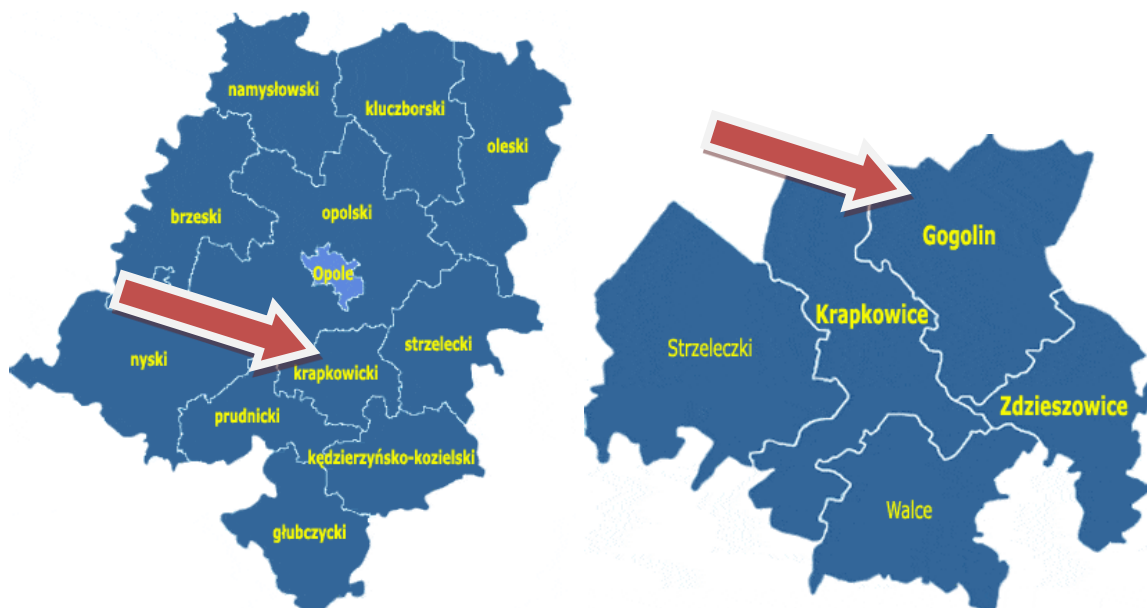 namysłowski
kluczborski
oleski
brzeski
opolski
Opole
nyski
krapkowicki
strzelecki
prudnicki
kędzierzyńsko-kozielski
głubczycki
Gogolin
Krapkowice
Strzeleczki
Zdzieszowice
Walce